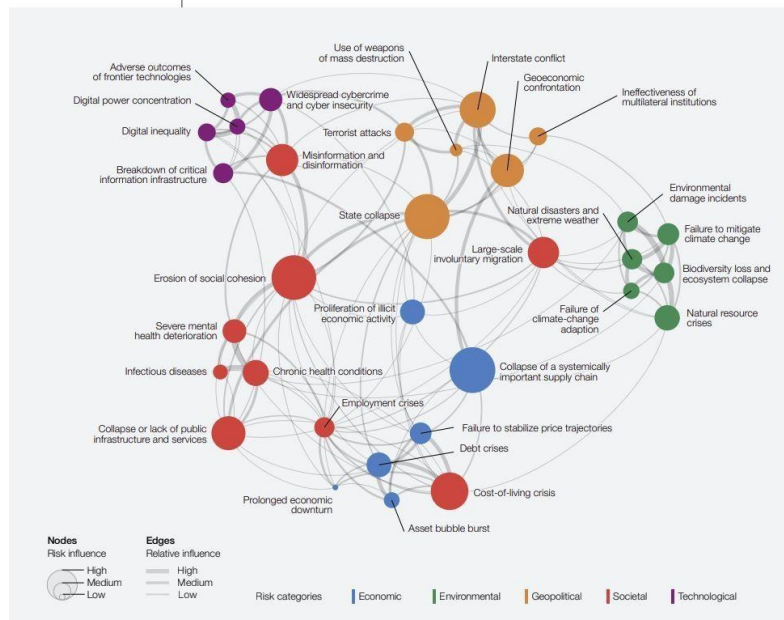 Use of weapons
of mass destruction
Interstate conflict
Adverse outcomes
of frontier technologies
Geoeconomic
confrontation
Widespread cybercrime
and cyber insecurity
Ineffectiveness of
multilateral institutions
Digital power concentration
Digital inequality
Terrorist attacks
Misinformation and
disinformation
Breakdown of critical
information infrastructure
Environmental
damage incidents
State collapse
Natural disasters and
extreme weather
Failure to mitigate
climate change
Large-scale
involuntary migration
Erosion of social cohesion
Biodiversity loss and
ecosystem collapse
Proliferation of illicit
economic activity
Failure of
climate-change
adaption
Natural resource
crises
Severe mental
health deterioration
Infectious diseases
Chronic health conditions
Collapse of a systemically
important supply chain
Employment crises
Collapse or lack of public
infrastructure and services
Failure to stabilize price trajectories
Debt crises
Prolonged economic
downturn
Cost-of-living crisis
Asset bubble burst
Nodes
Risk influence
High
Medium
Low
Edges
Relative influence
High
Medium
Low
Risk categories
Economic
Environmental
Geopolitical
Societal
Technological